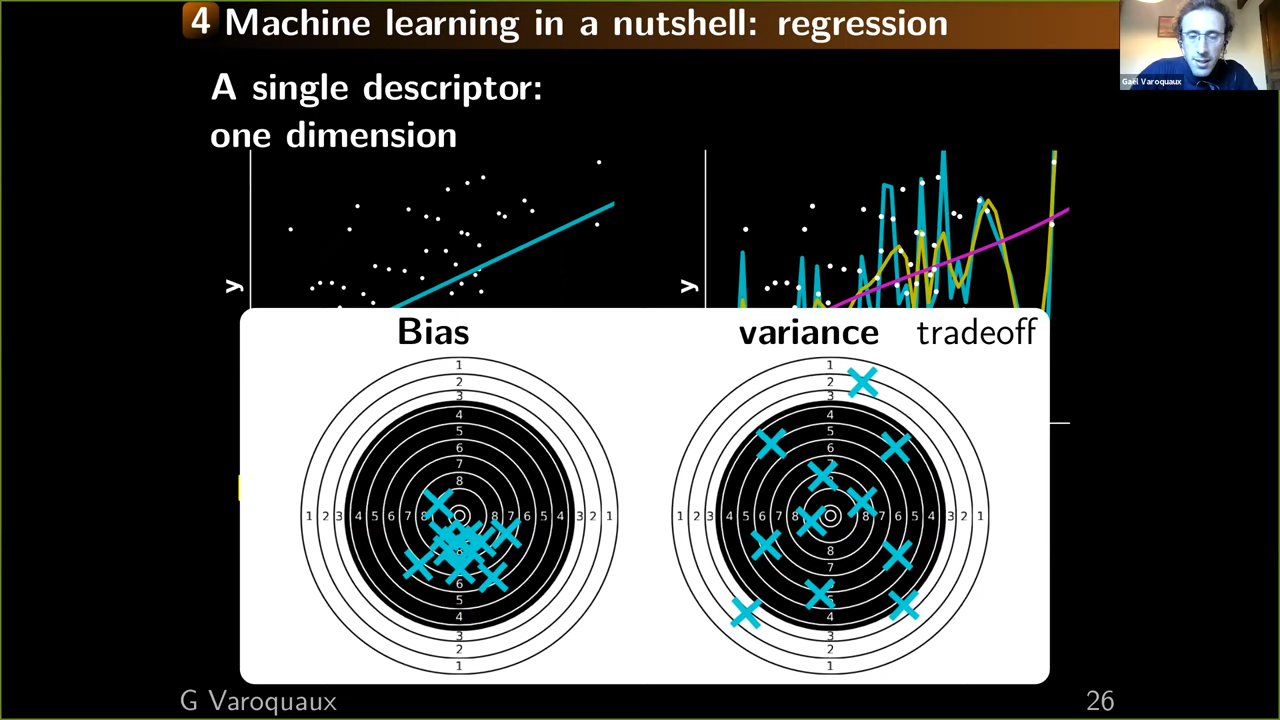 4 Machine learning in a nutshell: regression
Gaël Varoquaux
A single descriptor:
one dimension
y
y
Bias variance tradeoff
1 1
2 2
3 3
4 4
5 5
6 6
7 7
8 8
1 2 3 4 5 6 7 8 8 7 6 5 4 3 2 1 1 2 3 4 5 6 7 8 8 7 6 5 4 3 2 1
8 8
7
6
5 5
4 4
3 3
2 2
1 1
G Varoquaux 26